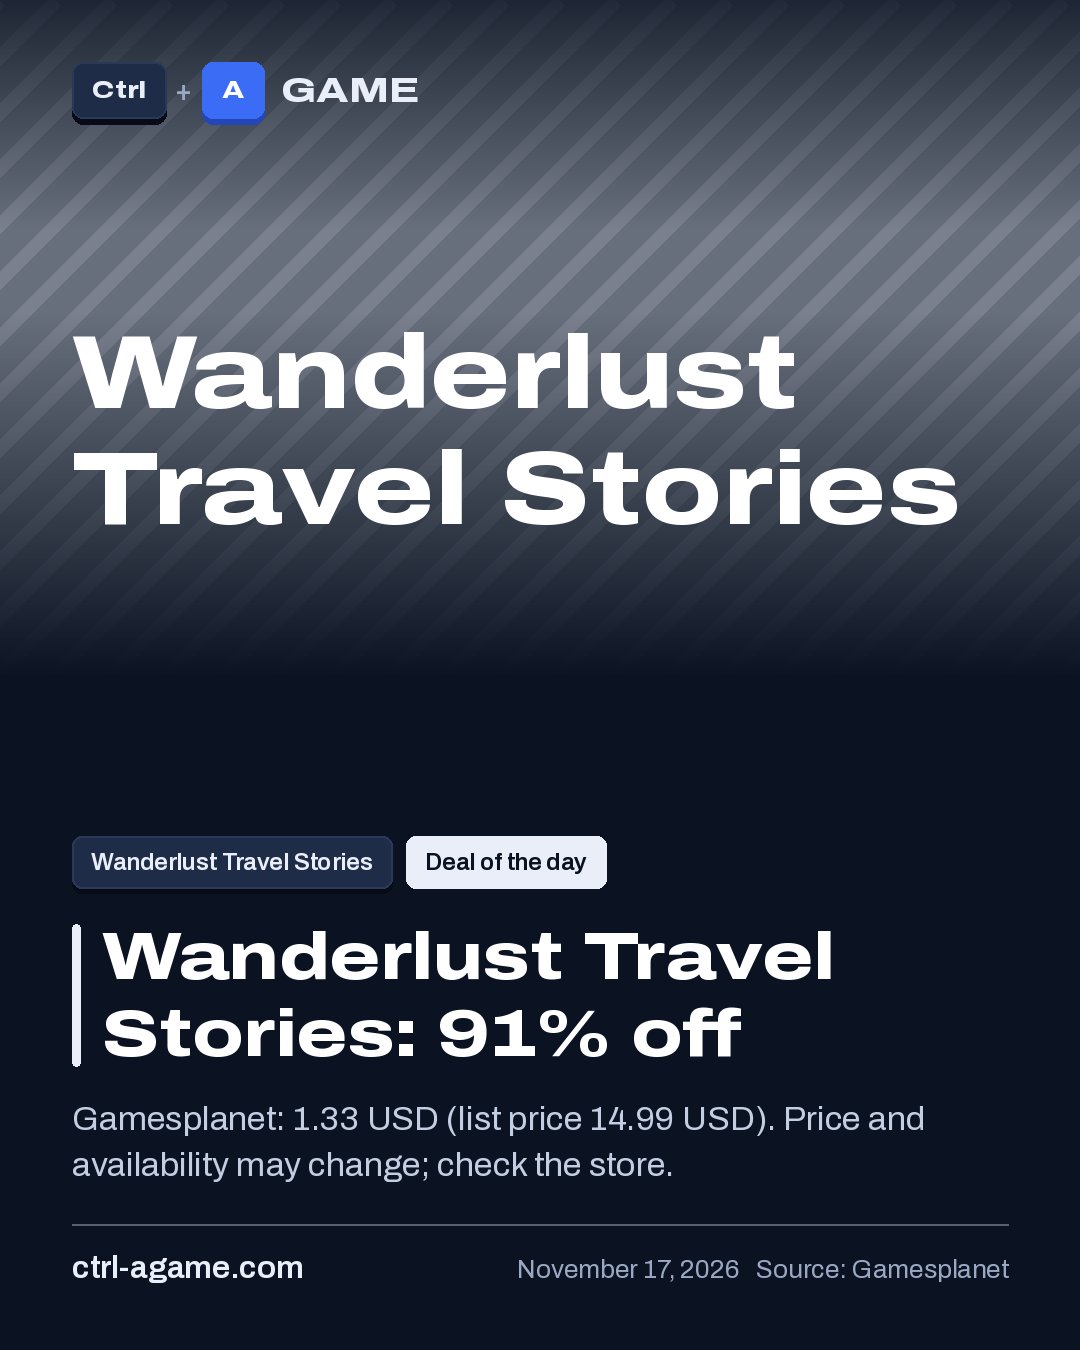 Ctrl + A GAME
Wanderlust
Travel Stories
Wanderlust Travel Stories
Deal of the day
Wanderlust Travel
Stories: 91% off
Gamesplanet: 1.33 USD (list price 14.99 USD). Price and
availability may change; check the store.
ctrl-agame.com
November 17, 2026 Source: Gamesplanet